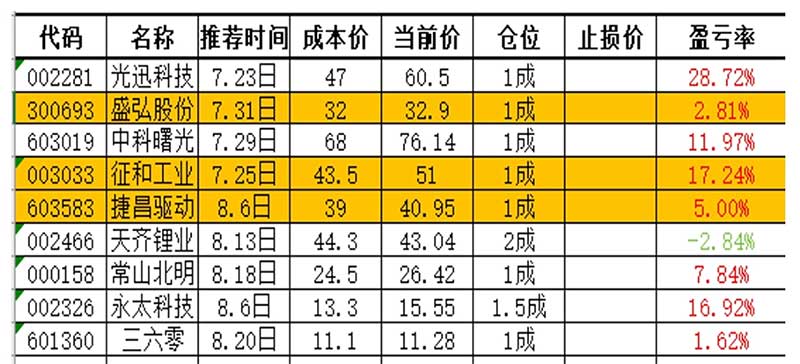 代码 名称 推荐时间 成本价 当前价 仓位 止损价 盈亏率
002281 光迅科技 7.23日 47 60.5 1成 28.72%
300693 盛弘股份 7.31日 32 32.9 1成 2.81%
603019 中科曙光 7.29日 68 76.14 1成 11.97%
003033 征和工业 7.25日 43.5 51 1成 17.24%
603583 捷昌驱动 8.6日 39 40.95 1成 5.00%
002466 天齐锂业 8.13日 44.3 43.04 2成 -2.84%
000158 常山北明 8.18日 24.5 26.42 1成 7.84%
002326 永太科技 8.6日 13.3 15.55 1.5成 16.92%
601360 三六零 8.20日 11.1 11.28 1成 1.62%